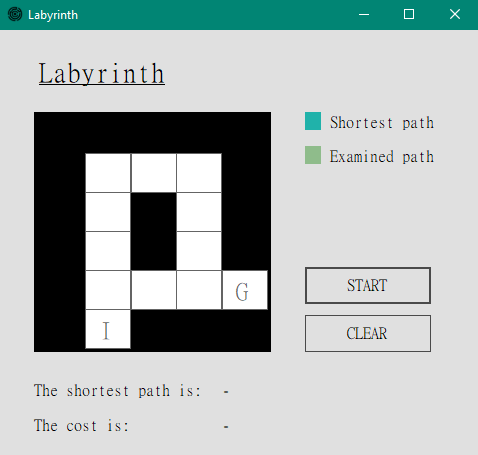 Labyrinth
Labyrinth
Shortest path
Examined path
G
START
I
CLEAR
The shortest path is: -
The cost is: -